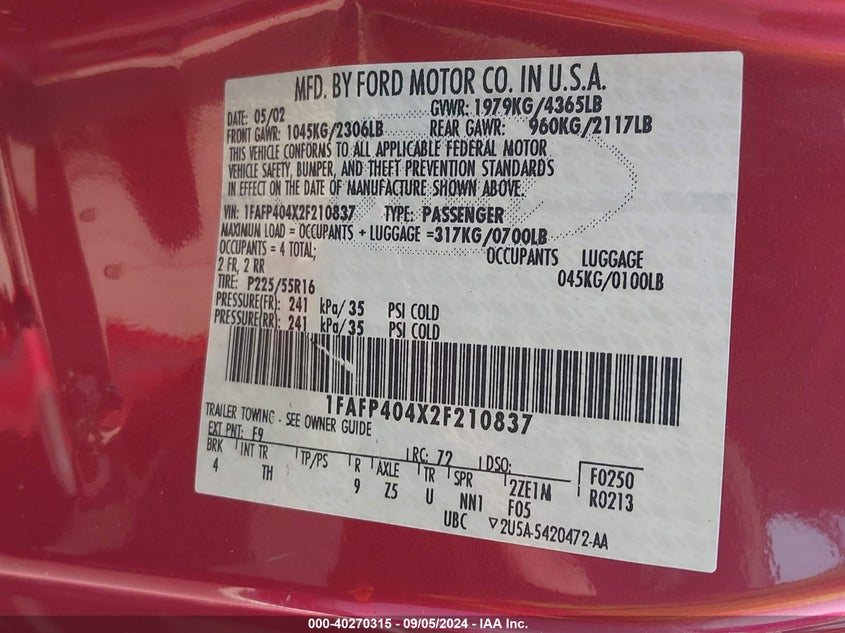 MFD. BY FORD MOTOR CO. IN U.S.A.
DATE: 05/02 GVWR: 1979KG/4365LB
FRONT GAWR: 1045KG/2306LB REAR GAWR: 960KG/2117LB
THIS VEHICLE CONFORMS TO ALL APPLICABLE FEDERAL MOTOR
VEHICLE SAFETY, BUMPER, AND THEFT PREVENTION STANDARDS
IN EFFECT ON THE DATE OF MANUFACTURE SHOWN ABOVE.
VIN: 1FAFP404X2F210837 TYPE: PASSENGER
MAXIMUM LOAD = OCCUPANTS + LUGGAGE =317KG/0700LB
OCCUPANTS = 4 TOTAL; OCCUPANTS LUGGAGE
2 FR, 2 RR 045KG/0100LB
TIRE: P225/55R16
PRESSURE(FR): 241 kPa/35 PSI COLD
PRESSURE(RR): 241 kPa/35 PSI COLD
1FAFP404X2F210837
TRAILER TOWING - SEE OWNER GUIDE
EXT PNT: F9 RC: 72 DSO: F0250
BRK INT TR TP/PS R AXLE TR SPR 2ZE1M R0213
4 TH 9 Z5 U NN1 F05
UBC ▽2U5A-5420472-AA
000-40270315 - 09/05/2024 - IAA Inc.